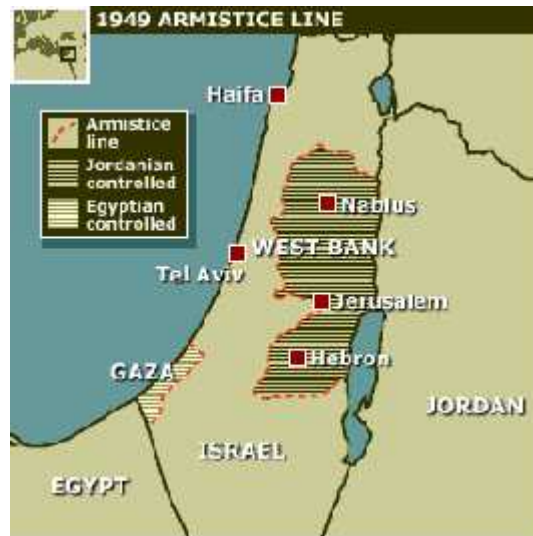 1949 ARMISTICE LINE
Haifa
Armistice
line
Jordanian
controlled
Egyptian
controlled
Nablus
WEST BANK
Tel Aviv
Jerusalem
GAZA
Hebron
JORDAN
ISRAEL
EGYPT